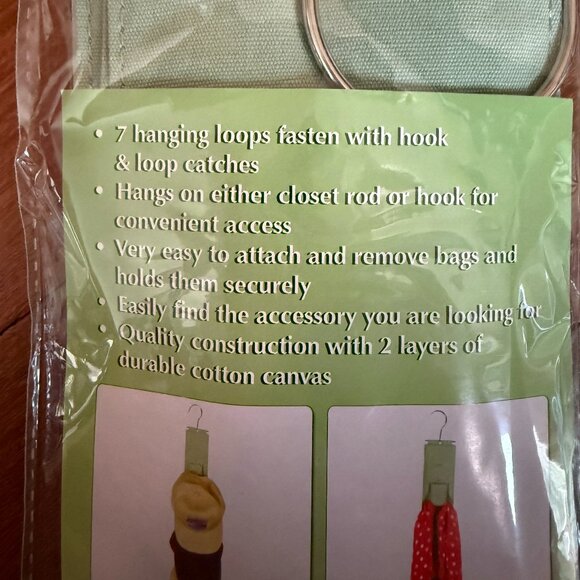 • 7 hanging loops fasten with hook
& loop catches
• Hangs on either closet rod or hook for
convenient access
• Very easy to attach and remove bags and
holds them securely
• Easily find the accessory you are looking for
• Quality construction with 2 layers of
durable cotton canvas